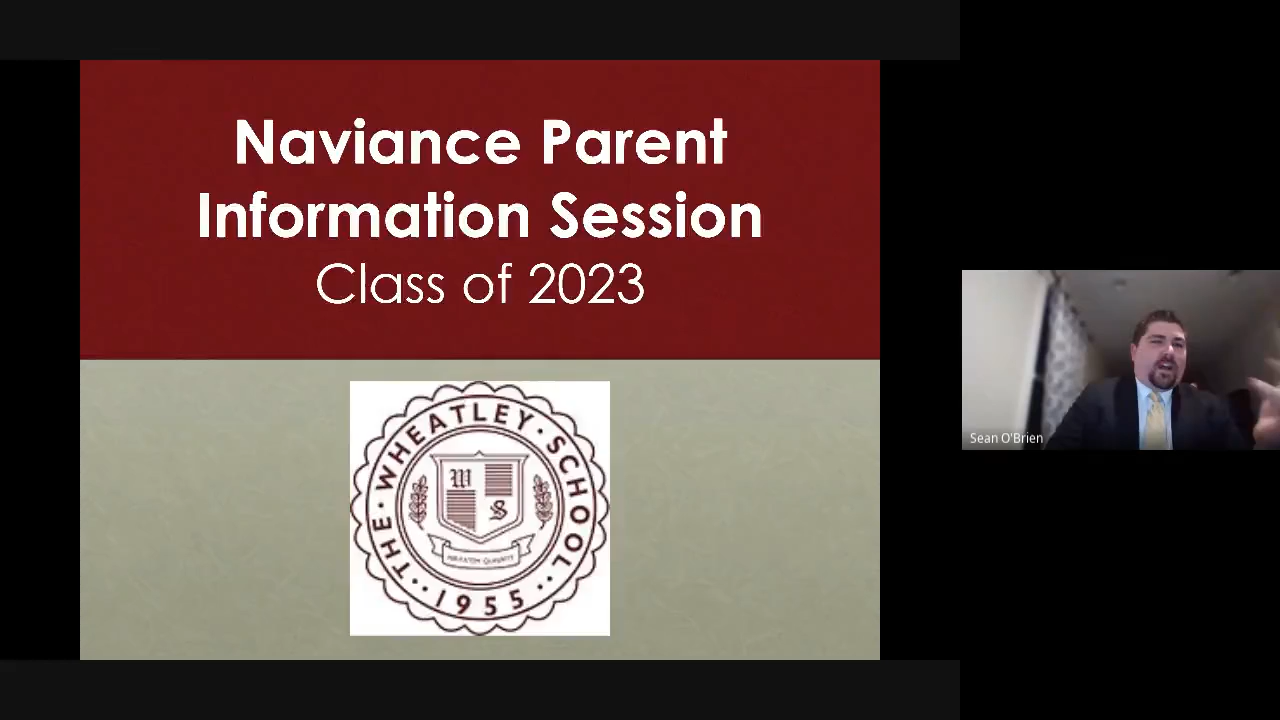 Naviance Parent
Information Session
Class of 2023
THE · WHEATLEY · SCHOOL
W
S
1955
Sean O'Brien